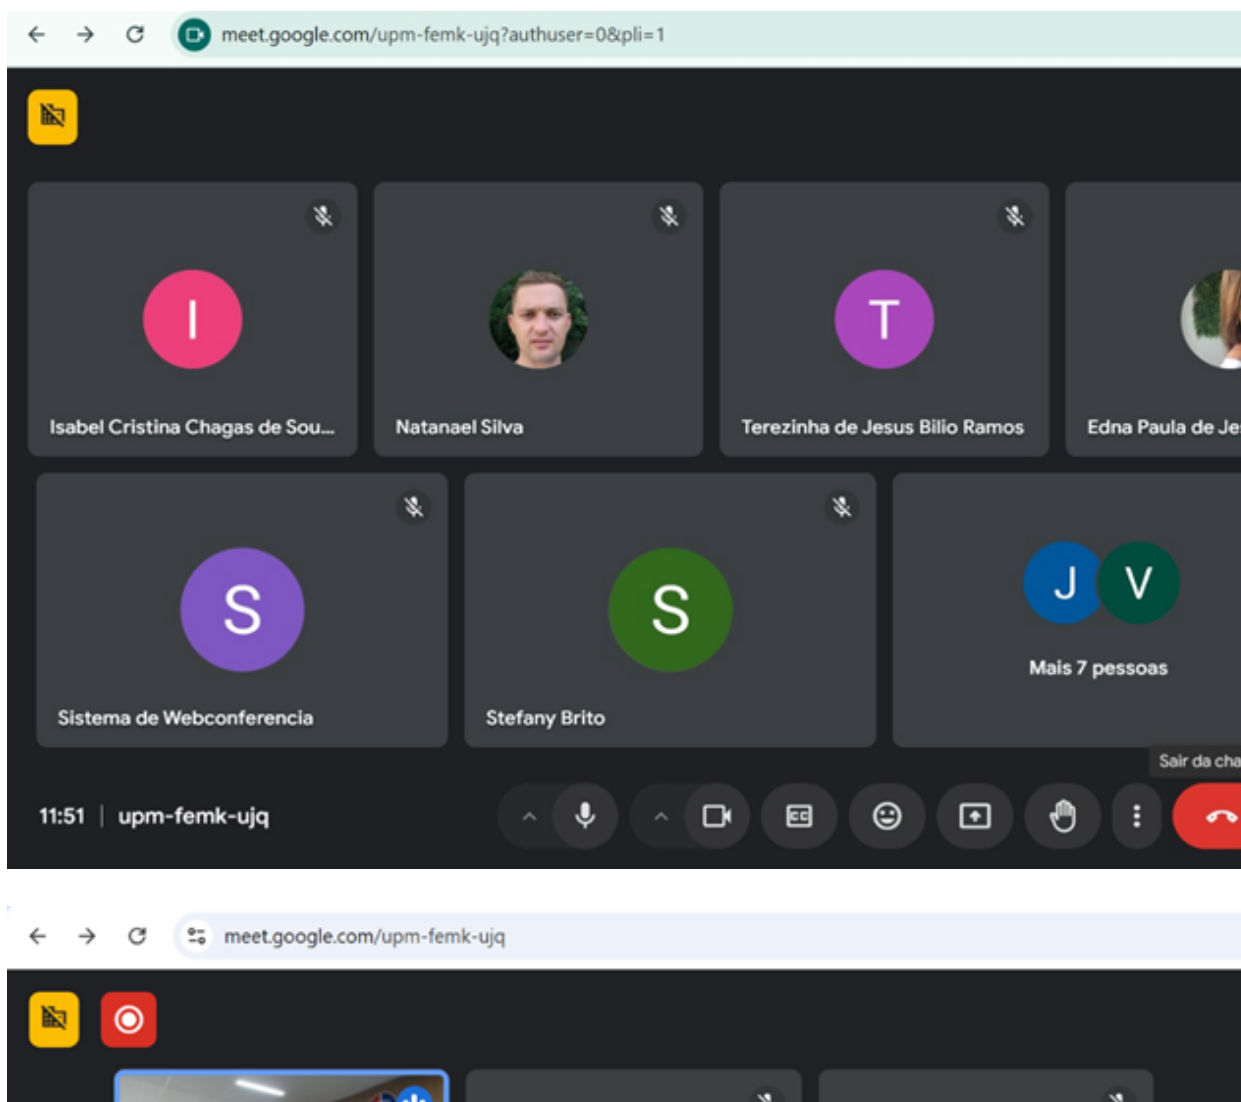 meet.google.com/upm-femk-ujq?authuser=0&pli=1
I
T
Isabel Cristina Chagas de Sou...
Natanael Silva
Terezinha de Jesus Bilio Ramos
Edna Paula de Je
S
S
J V
Mais 7 pessoas
Sistema de Webconferencia
Stefany Brito
Sair da cha
11:51 | upm-femk-ujq
CC
meet.google.com/upm-femk-ujq